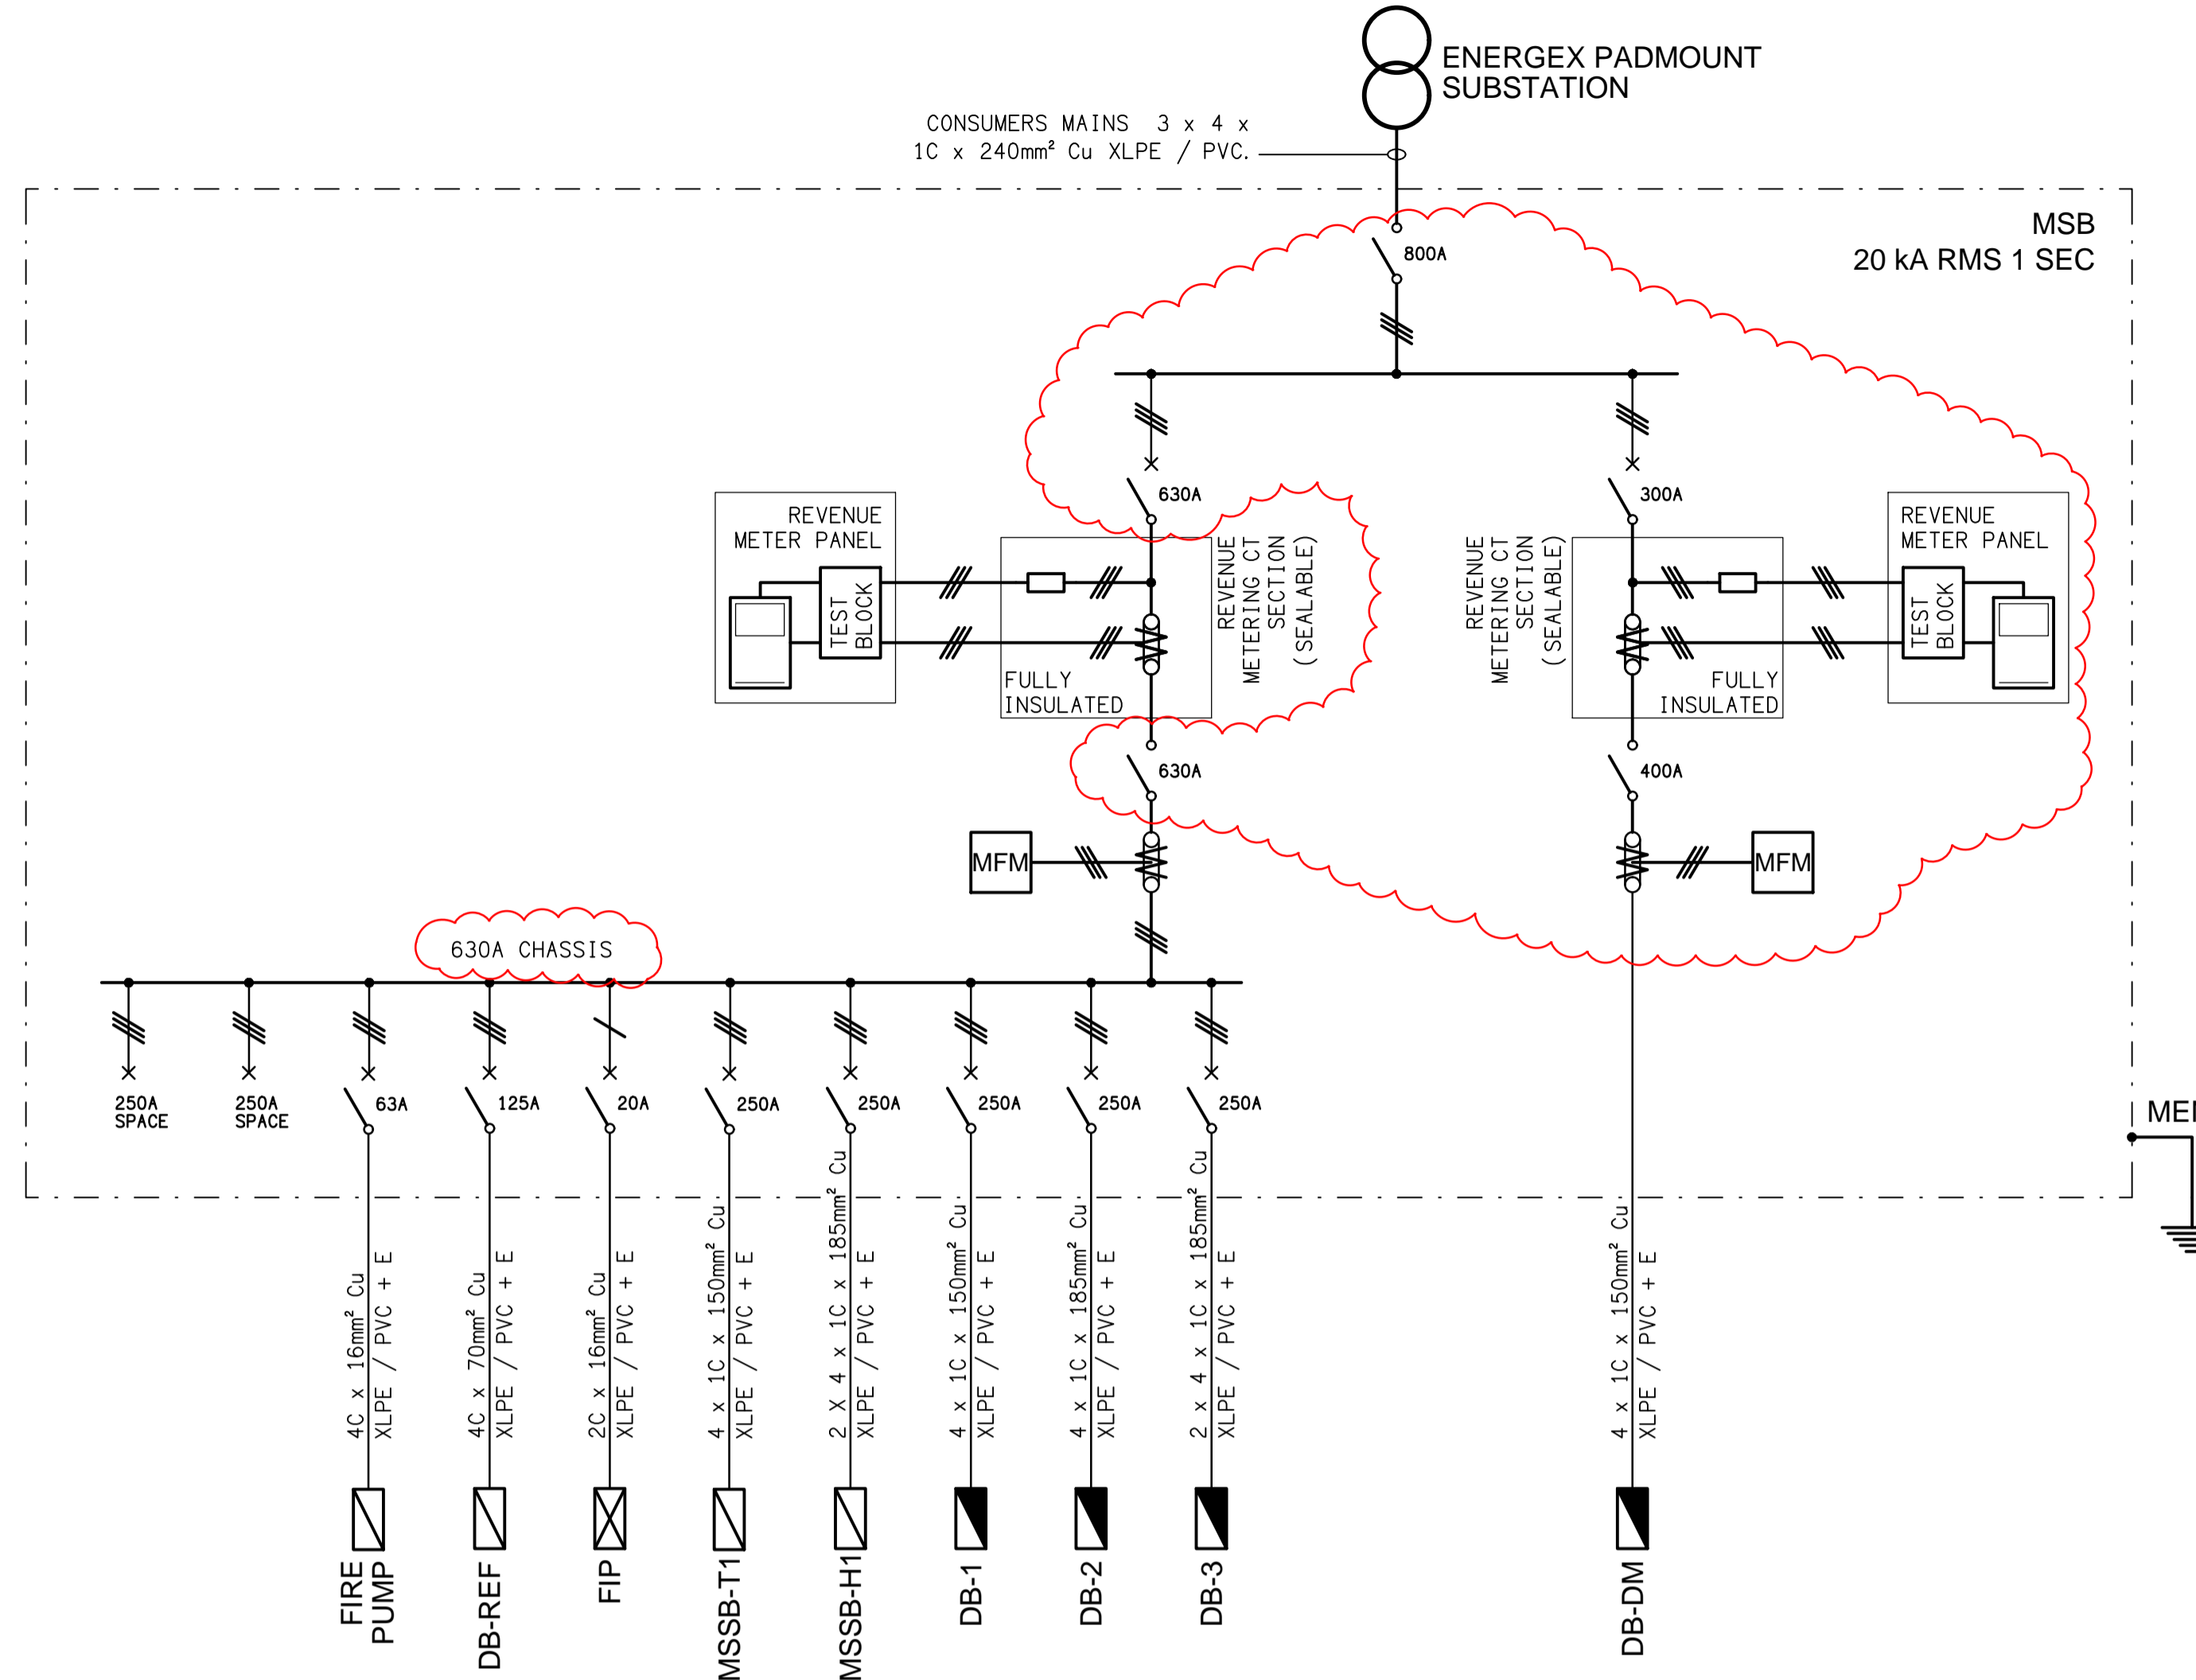 ENERGEX PADMOUNT
SUBSTATION
CONSUMERS MAINS 3 x 4 x
1C x 240mm² Cu XLPE / PVC.
MSB
20 kA RMS 1 SEC
800A
630A
300A
REVENUE
METER PANEL
TEST
BLOCK
FULLY
INSULATED
REVENUE
METERING CT
SECTION
(SEALABLE)
REVENUE
METERING CT
SECTION
(SEALABLE)
FULLY
INSULATED
REVENUE
METER PANEL
TEST
BLOCK
630A
400A
MFM
MFM
630A CHASSIS
250A
SPACE
250A
SPACE
63A
125A
20A
250A
250A
250A
250A
250A
MEN
4C x 16mm² Cu
XLPE / PVC + E
4C x 70mm² Cu
XLPE / PVC + E
2C x 16mm² Cu
XLPE / PVC + E
4 x 1C x 150mm² Cu
XLPE / PVC + E
2 X 4 x 1C x 185mm² Cu
XLPE / PVC + E
4 x 1C x 150mm² Cu
XLPE / PVC + E
4 x 1C x 185mm² Cu
XLPE / PVC + E
2 x 4 x 1C x 185mm² Cu
XLPE / PVC + E
4 x 1C x 150mm² Cu
XLPE / PVC + E
FIRE
PUMP
DB-REF
FIP
MSSB-T1
MSSB-H1
DB-1
DB-2
DB-3
DB-DM